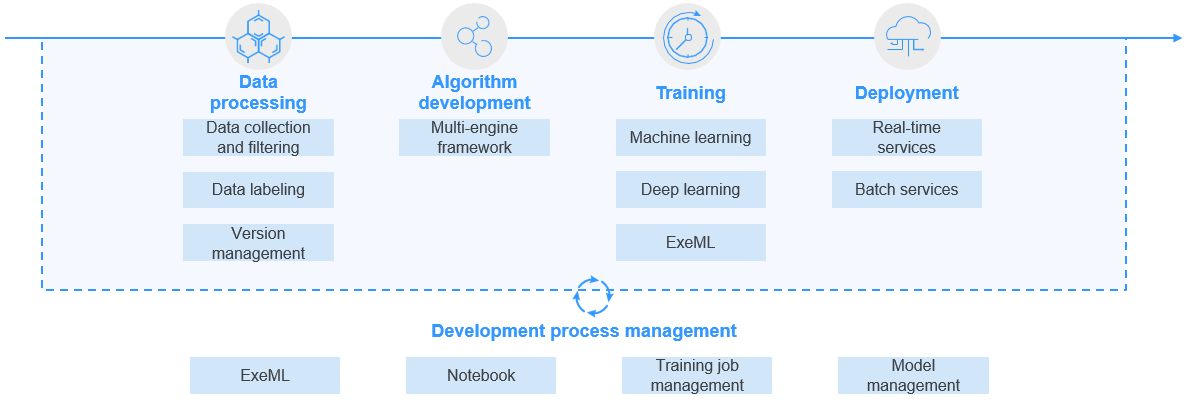 Data
processing
Data collection
and filtering
Data labeling
Version
management
Algorithm
development
Multi-engine
framework
Training
Machine learning
Deep learning
ExeML
Deployment
Real-time
services
Batch services
Development process management
ExeML
Notebook
Training job
management
Model
management